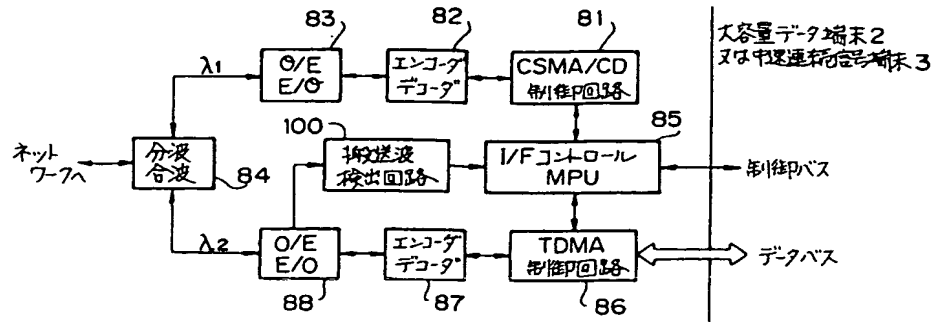 83
82
81
大容量データ端末2
又は中速連続信号端末3
λ1
O/E
E/O
エンコーダ
デコーダ
CSMA/CD
制御回路
100
85
ネット
ワークへ
分波
合波
84
搬送波
検出回路
I/Fコントロール
MPU
制御バス
λ2
O/E
E/O
エンコーダ
デコーダ
TDMA
制御回路
データバス
88
87
86